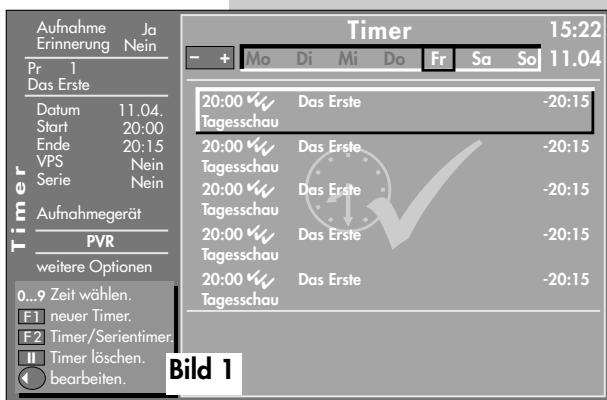 Aufnahme Ja
Erinnerung Nein
Pr 1
Das Erste
Datum 11.04.
Start 20:00
Ende 20:15
VPS Nein
Serie Nein
Aufnahmegerät
PVR
weitere Optionen
Timer
0...9 Zeit wählen.
F1 neuer Timer.
F2 Timer/Serientimer.
II Timer löschen.
bearbeiten.
Timer 15:22
- + Mo Di Mi Do Fr Sa So 11.04
20:00 Das Erste -20:15
Tagesschau
20:00 Das Erste -20:15
Tagesschau
20:00 Das Erste -20:15
Tagesschau
20:00 Das Erste -20:15
Tagesschau
20:00 Das Erste -20:15
Tagesschau
Bild 1